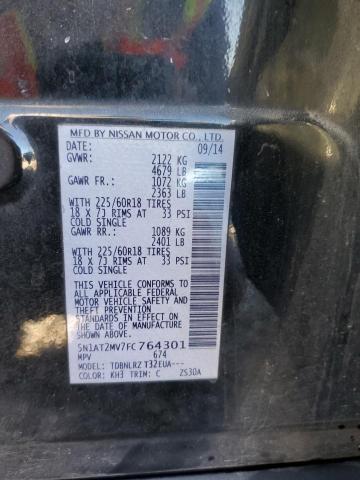 MFD BY NISSAN MOTOR CO., LTD.
DATE: 09/14
GVWR: 2122 KG
4679 LB
GAWR FR.: 1072 KG
2363 LB
WITH 225/60R18 TIRES
18 X 7J RIMS AT 33 PSI
COLD SINGLE
GAWR RR.: 1089 KG
2401 LB
WITH 225/60R18 TIRES
18 X 7J RIMS AT 33 PSI
COLD SINGLE
THIS VEHICLE CONFORMS TO
ALL APPLICABLE FEDERAL
MOTOR VEHICLE SAFETY AND
THEFT PREVENTION
STANDARDS IN EFFECT ON
THE DATE OF MANUFACTURE
SHOWN ABOVE.
5N1AT2MV7FC764301
MPV 674
MODEL: TDBNLRZ T32EUA---
COLOR: KH3 TRIM: C ZS30A